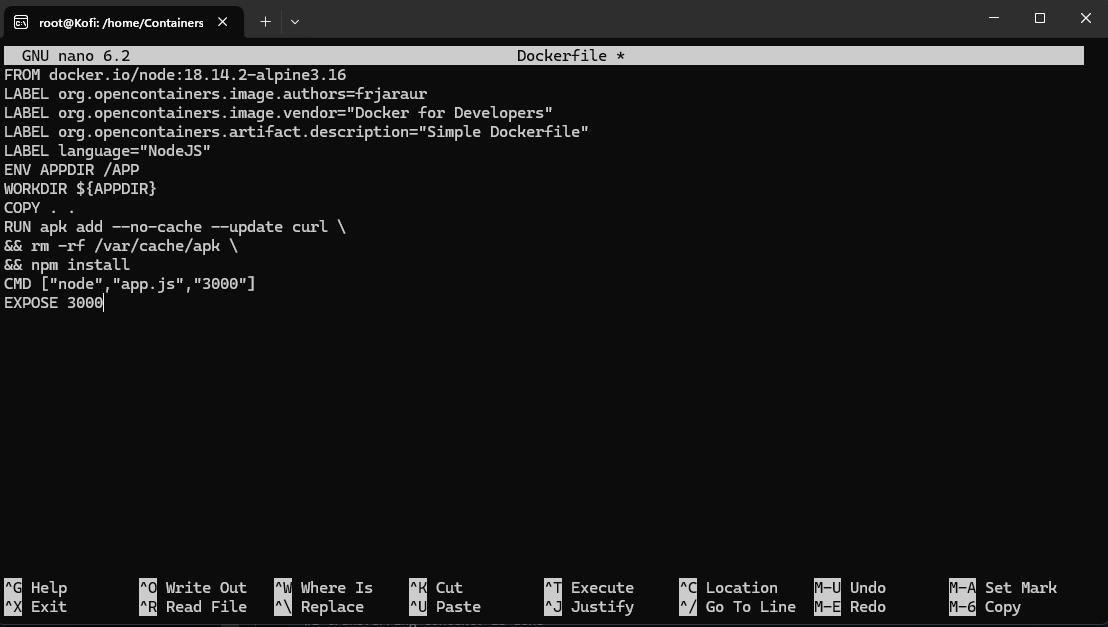 root@Kofi: /home/Containers
GNU nano 6.2 Dockerfile *
FROM docker.io/node:18.14.2-alpine3.16
LABEL org.opencontainers.image.authors=frjaraur
LABEL org.opencontainers.image.vendor="Docker for Developers"
LABEL org.opencontainers.artifact.description="Simple Dockerfile"
LABEL language="NodeJS"
ENV APPDIR /APP
WORKDIR ${APPDIR}
COPY . .
RUN apk add --no-cache --update curl \
&& rm -rf /var/cache/apk \
&& npm install
CMD ["node","app.js","3000"]
EXPOSE 3000
^G Help ^O Write Out ^W Where Is ^K Cut ^T Execute ^C Location M-U Undo M-A Set Mark
^X Exit ^R Read File ^\ Replace ^U Paste ^J Justify ^/ Go To Line M-E Redo M-6 Copy